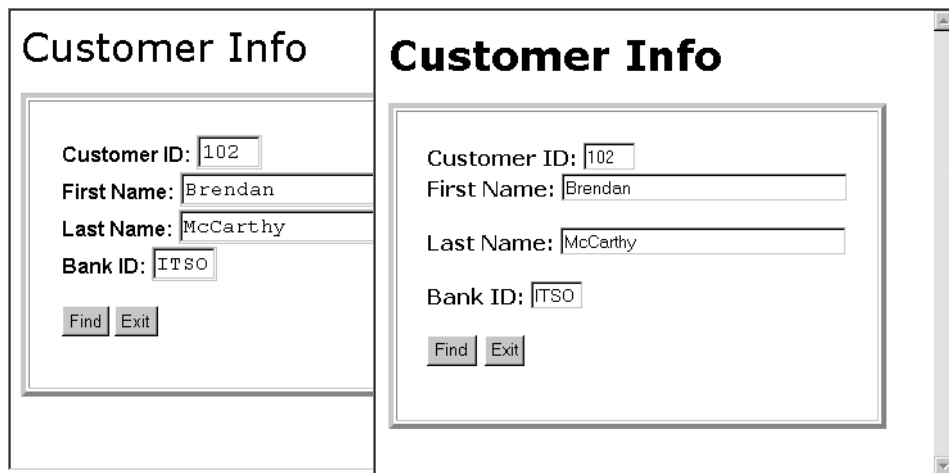 Customer Info
Customer ID: 102
First Name: Brendan
Last Name: McCarthy
Bank ID: ITSO
Find Exit
Customer Info
Customer ID: 102
First Name: Brendan
Last Name: McCarthy
Bank ID: ITSO
Find Exit